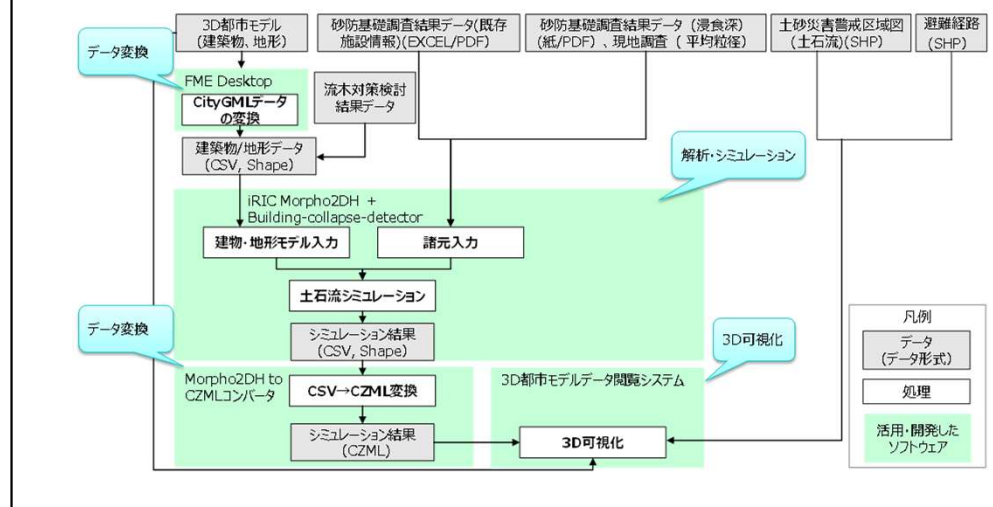 3D都市モデル
(建築物、地形)
砂防基礎調査結果データ(既存
施設情報)(EXCEL/PDF)
砂防基礎調査結果データ（浸食深）
(紙/PDF) 、現地調査（ 平均粒径）
土砂災害警戒区域図
(土石流)(SHP)
避難経路
(SHP)
データ変換
FME Desktop
CityGMLデータ
の変換
流木対策検討
結果データ
建築物/地形データ
(CSV, Shape)
解析・シミュレーション
iRIC Morpho2DH +
Building-collapse-detector
建物・地形モデル入力
諸元入力
土石流シミュレーション
シミュレーション結果
(CSV, Shape)
データ変換
3D可視化
Morpho2DH to
CZMLコンバータ
CSV→CZML変換
シミュレーション結果
(CZML)
3D都市モデルデータ閲覧システム
3D可視化
凡例
データ
(データ形式)
処理
活用・開発した
ソフトウェア